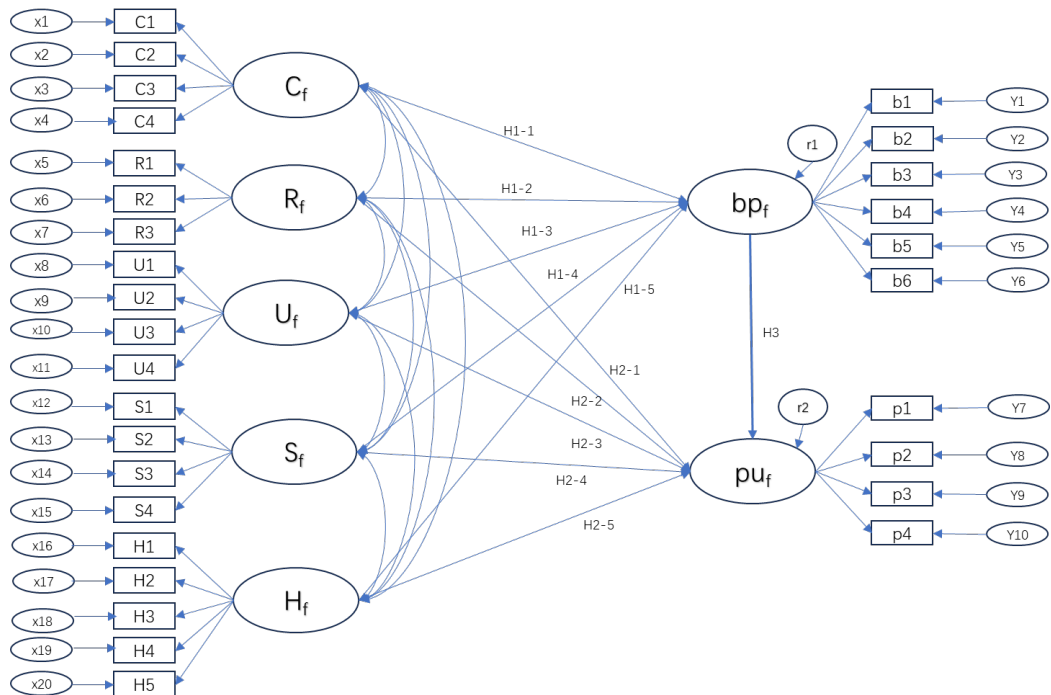 x1
C1
x2
C2
x3
C3
x4
C4
Cf
x5
R1
x6
R2
x7
R3
Rf
x8
U1
x9
U2
x10
U3
x11
U4
Uf
x12
S1
x13
S2
x14
S3
x15
S4
Sf
x16
H1
x17
H2
x18
H3
x19
H4
x20
H5
Hf
H1-1
H1-2
H1-3
H1-4
H1-5
H2-1
H2-2
H2-3
H2-4
H2-5
r1
bpf
H3
r2
puf
b1
Y1
b2
Y2
b3
Y3
b4
Y4
b5
Y5
b6
Y6
p1
Y7
p2
Y8
p3
Y9
p4
Y10